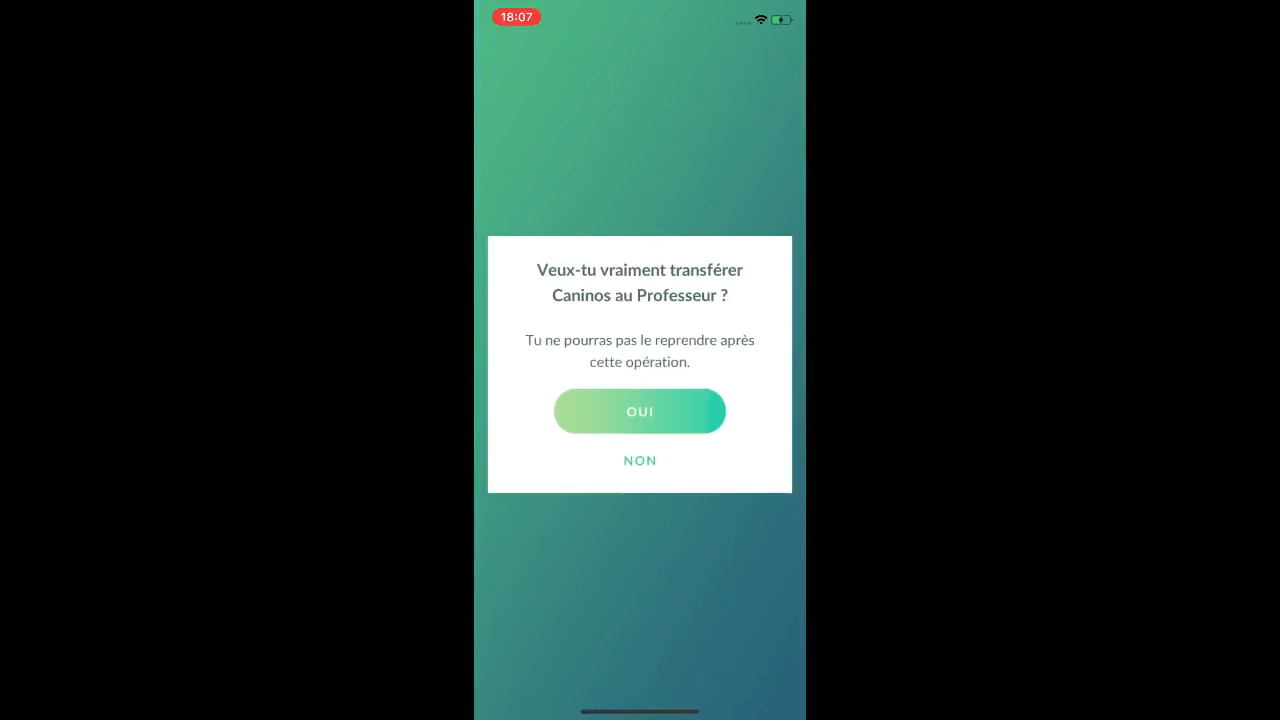 18:07
Veux-tu vraiment transférer
Caninos au Professeur ?
Tu ne pourras pas le reprendre après
cette opération.
OUI
NON